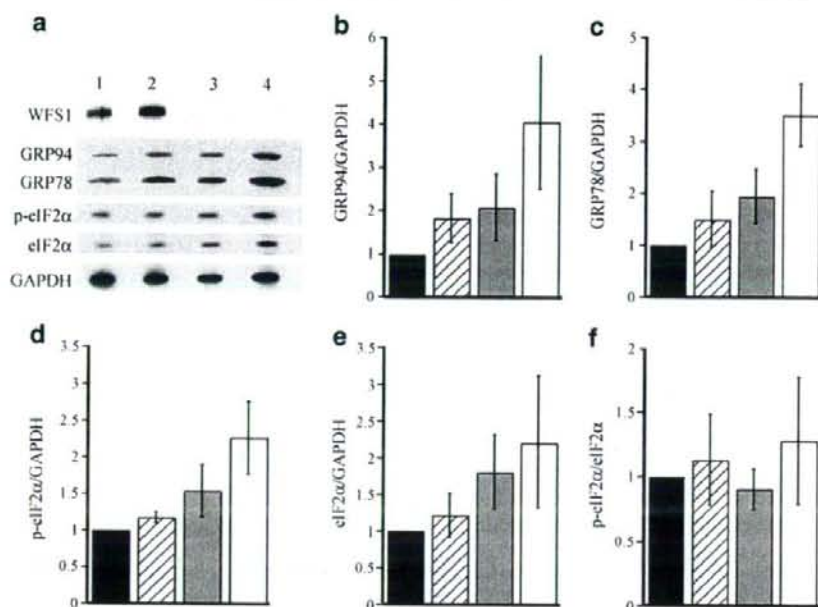 a
1 2 3 4
WFS1
GRP94
GRP78
p-eIF2α
eIF2α
GAPDH
b
GRP94/GAPDH
6
5
4
3
2
1
0
c
GRP78/GAPDH
5
4
3
2
1
0
d
p-eIF2α/GAPDH
3.5
3
2.5
2
1.5
1
0.5
0
e
eIF2α/GAPDH
3.5
3
2.5
2
1.5
1
0.5
0
f
p-eIF2α/eIF2α
2
1.5
1
0.5
0